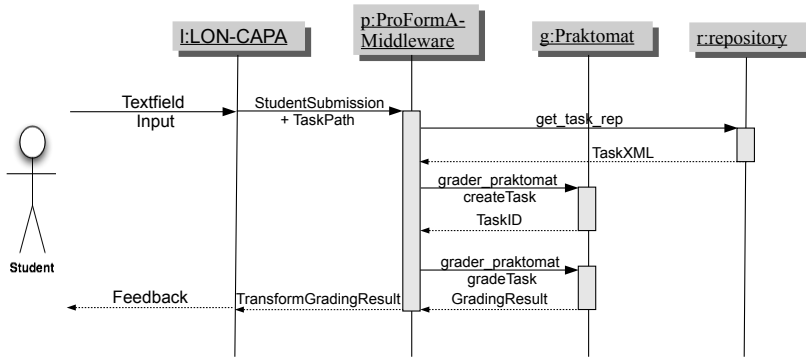 l:LON-CAPA
p:ProFormA-
Middleware
g:Praktomat
r:repository
Textfield
Input
StudentSubmission
+ TaskPath
get_task_rep
TaskXML
grader_praktomat
createTask
TaskID
Student
grader_praktomat
gradeTask
Feedback
TransformGradingResult
GradingResult